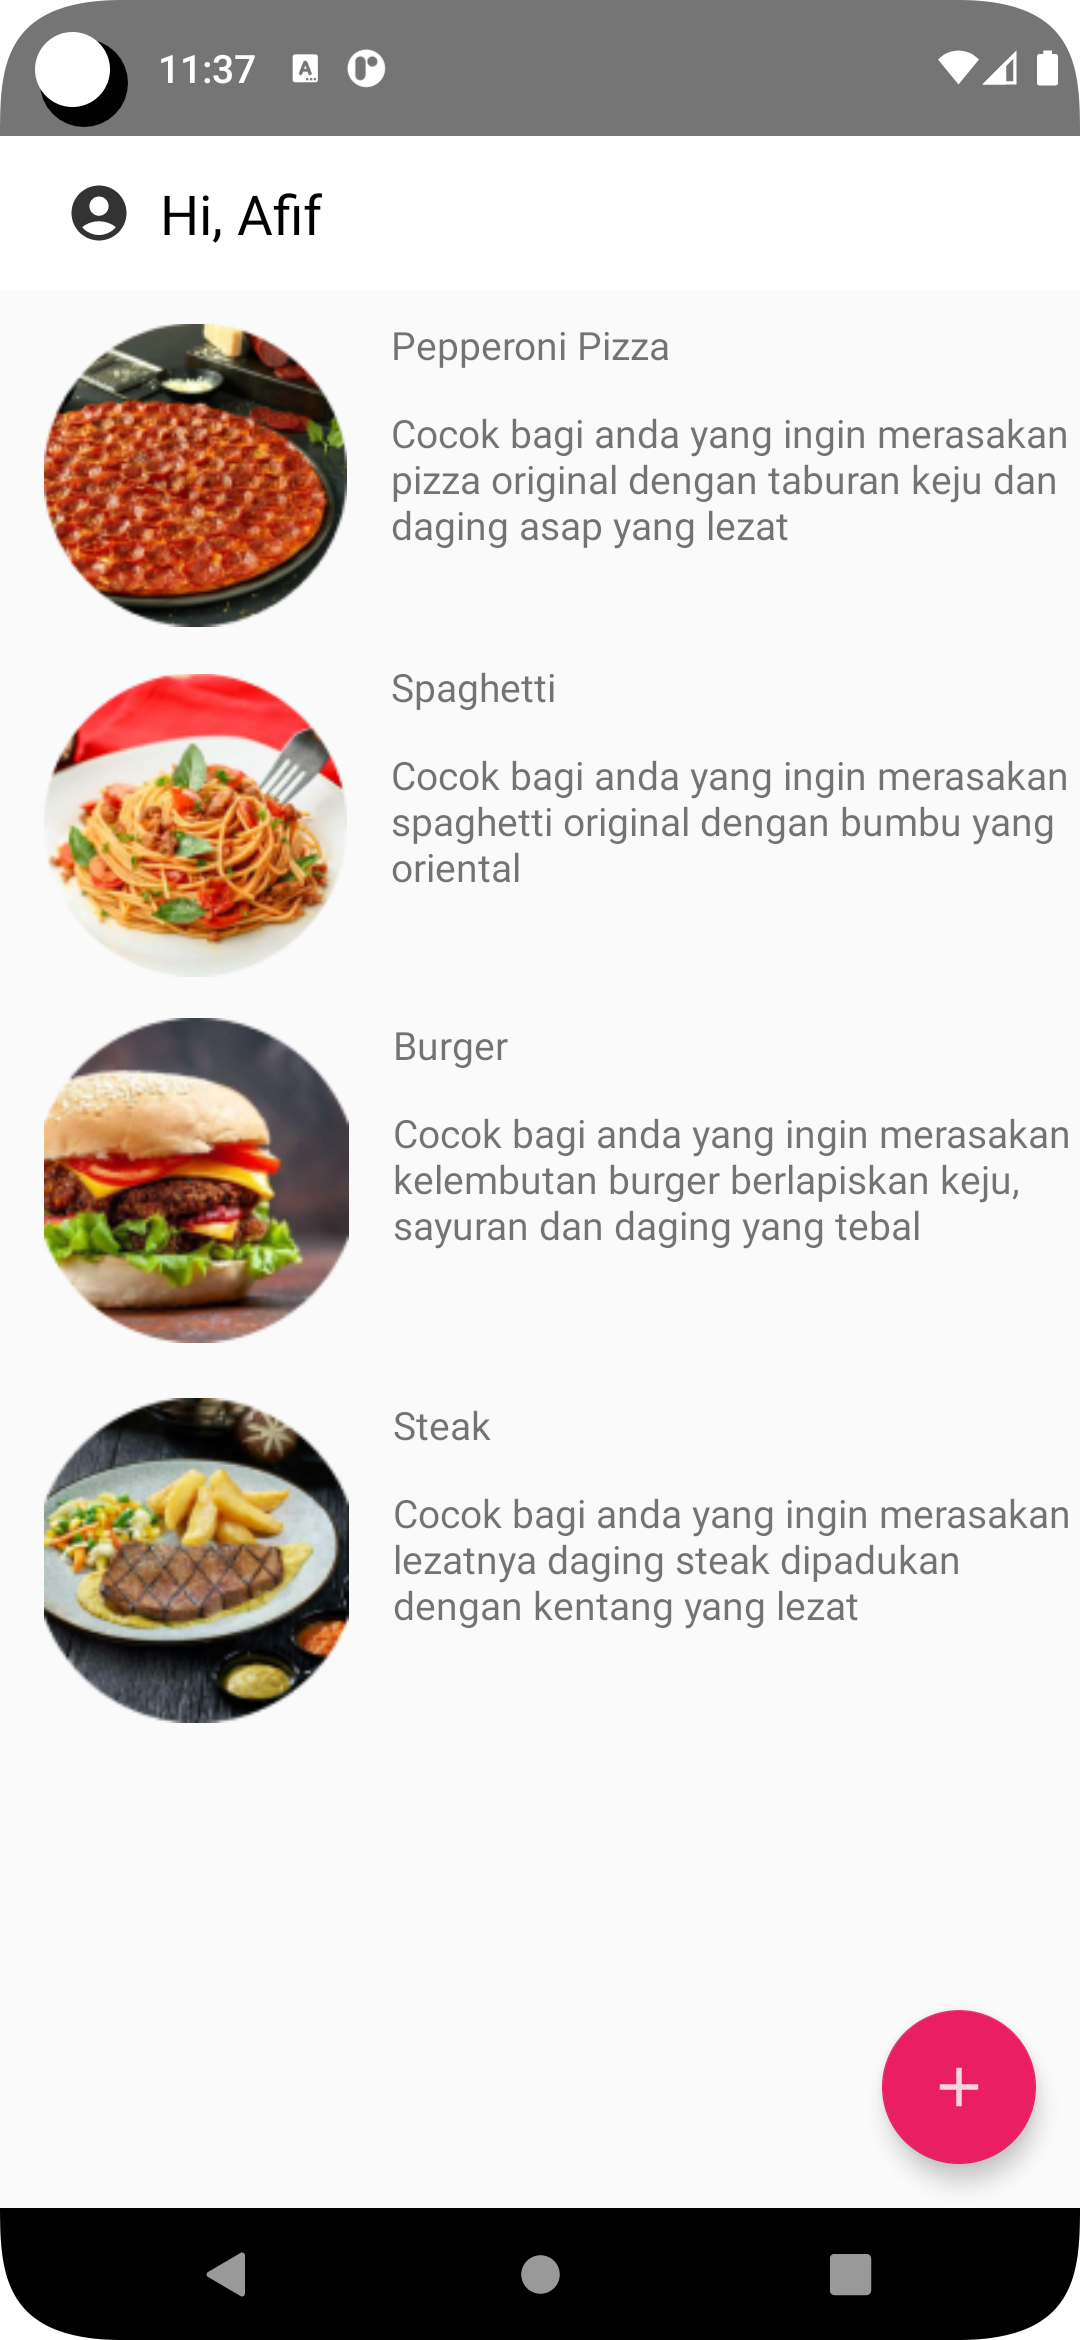 11:37
Hi, Afif
Pepperoni Pizza
Cocok bagi anda yang ingin merasakan
pizza original dengan taburan keju dan
daging asap yang lezat
Spaghetti
Cocok bagi anda yang ingin merasakan
spaghetti original dengan bumbu yang
oriental
Burger
Cocok bagi anda yang ingin merasakan
kelembutan burger berlapiskan keju,
sayuran dan daging yang tebal
Steak
Cocok bagi anda yang ingin merasakan
lezatnya daging steak dipadukan
dengan kentang yang lezat